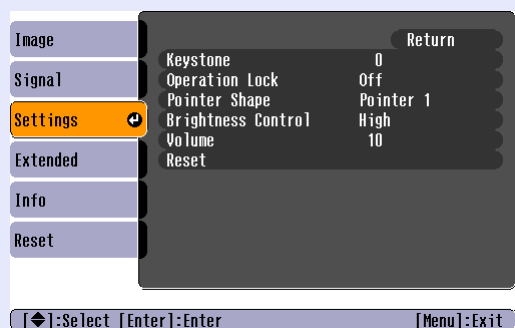 Image
Signal
Settings
Extended
Info
Reset
Return
Keystone 0
Operation Lock Off
Pointer Shape Pointer 1
Brightness Control High
Volume 10
Reset
[◆]:Select [Enter]:Enter [Menu]:Exit